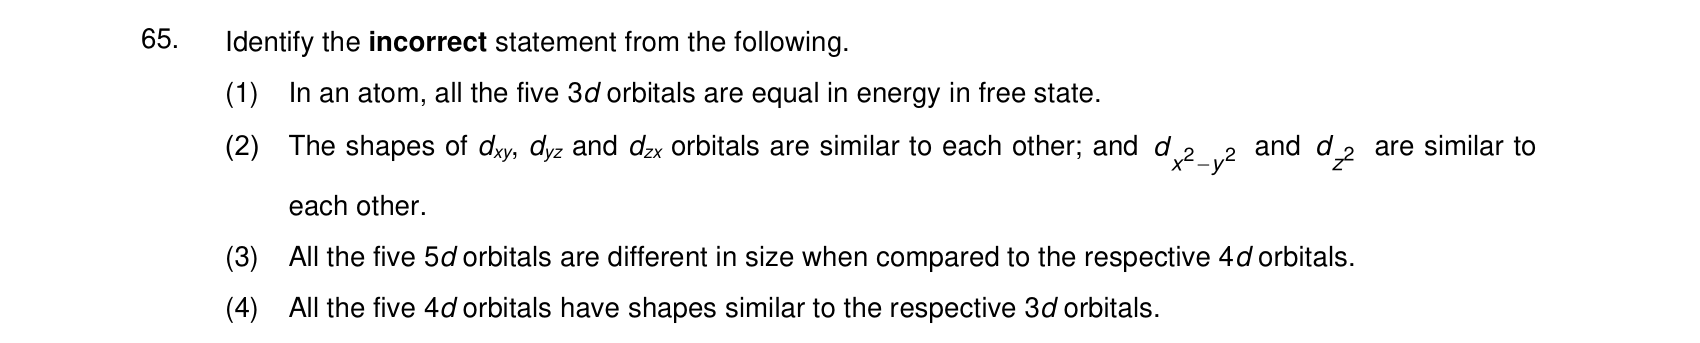 65. Identify the incorrect statement from the following.
(1) In an atom, all the five 3d orbitals are equal in energy in free state.
(2) The shapes of dxy, dyz and dzx orbitals are similar to each other; and dx²–y² and dz² are similar to
each other.
(3) All the five 5d orbitals are different in size when compared to the respective 4d orbitals.
(4) All the five 4d orbitals have shapes similar to the respective 3d orbitals.